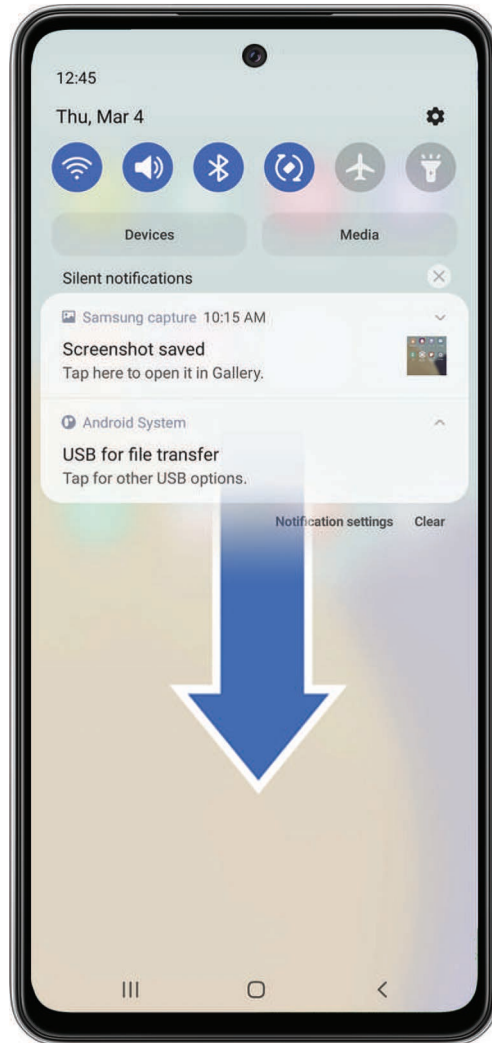 12:45
Thu, Mar 4
Devices
Media
Silent notifications
Samsung capture 10:15 AM
Screenshot saved
Tap here to open it in Gallery.
Android System
USB for file transfer
Tap for other USB options.
Notification settings Clear